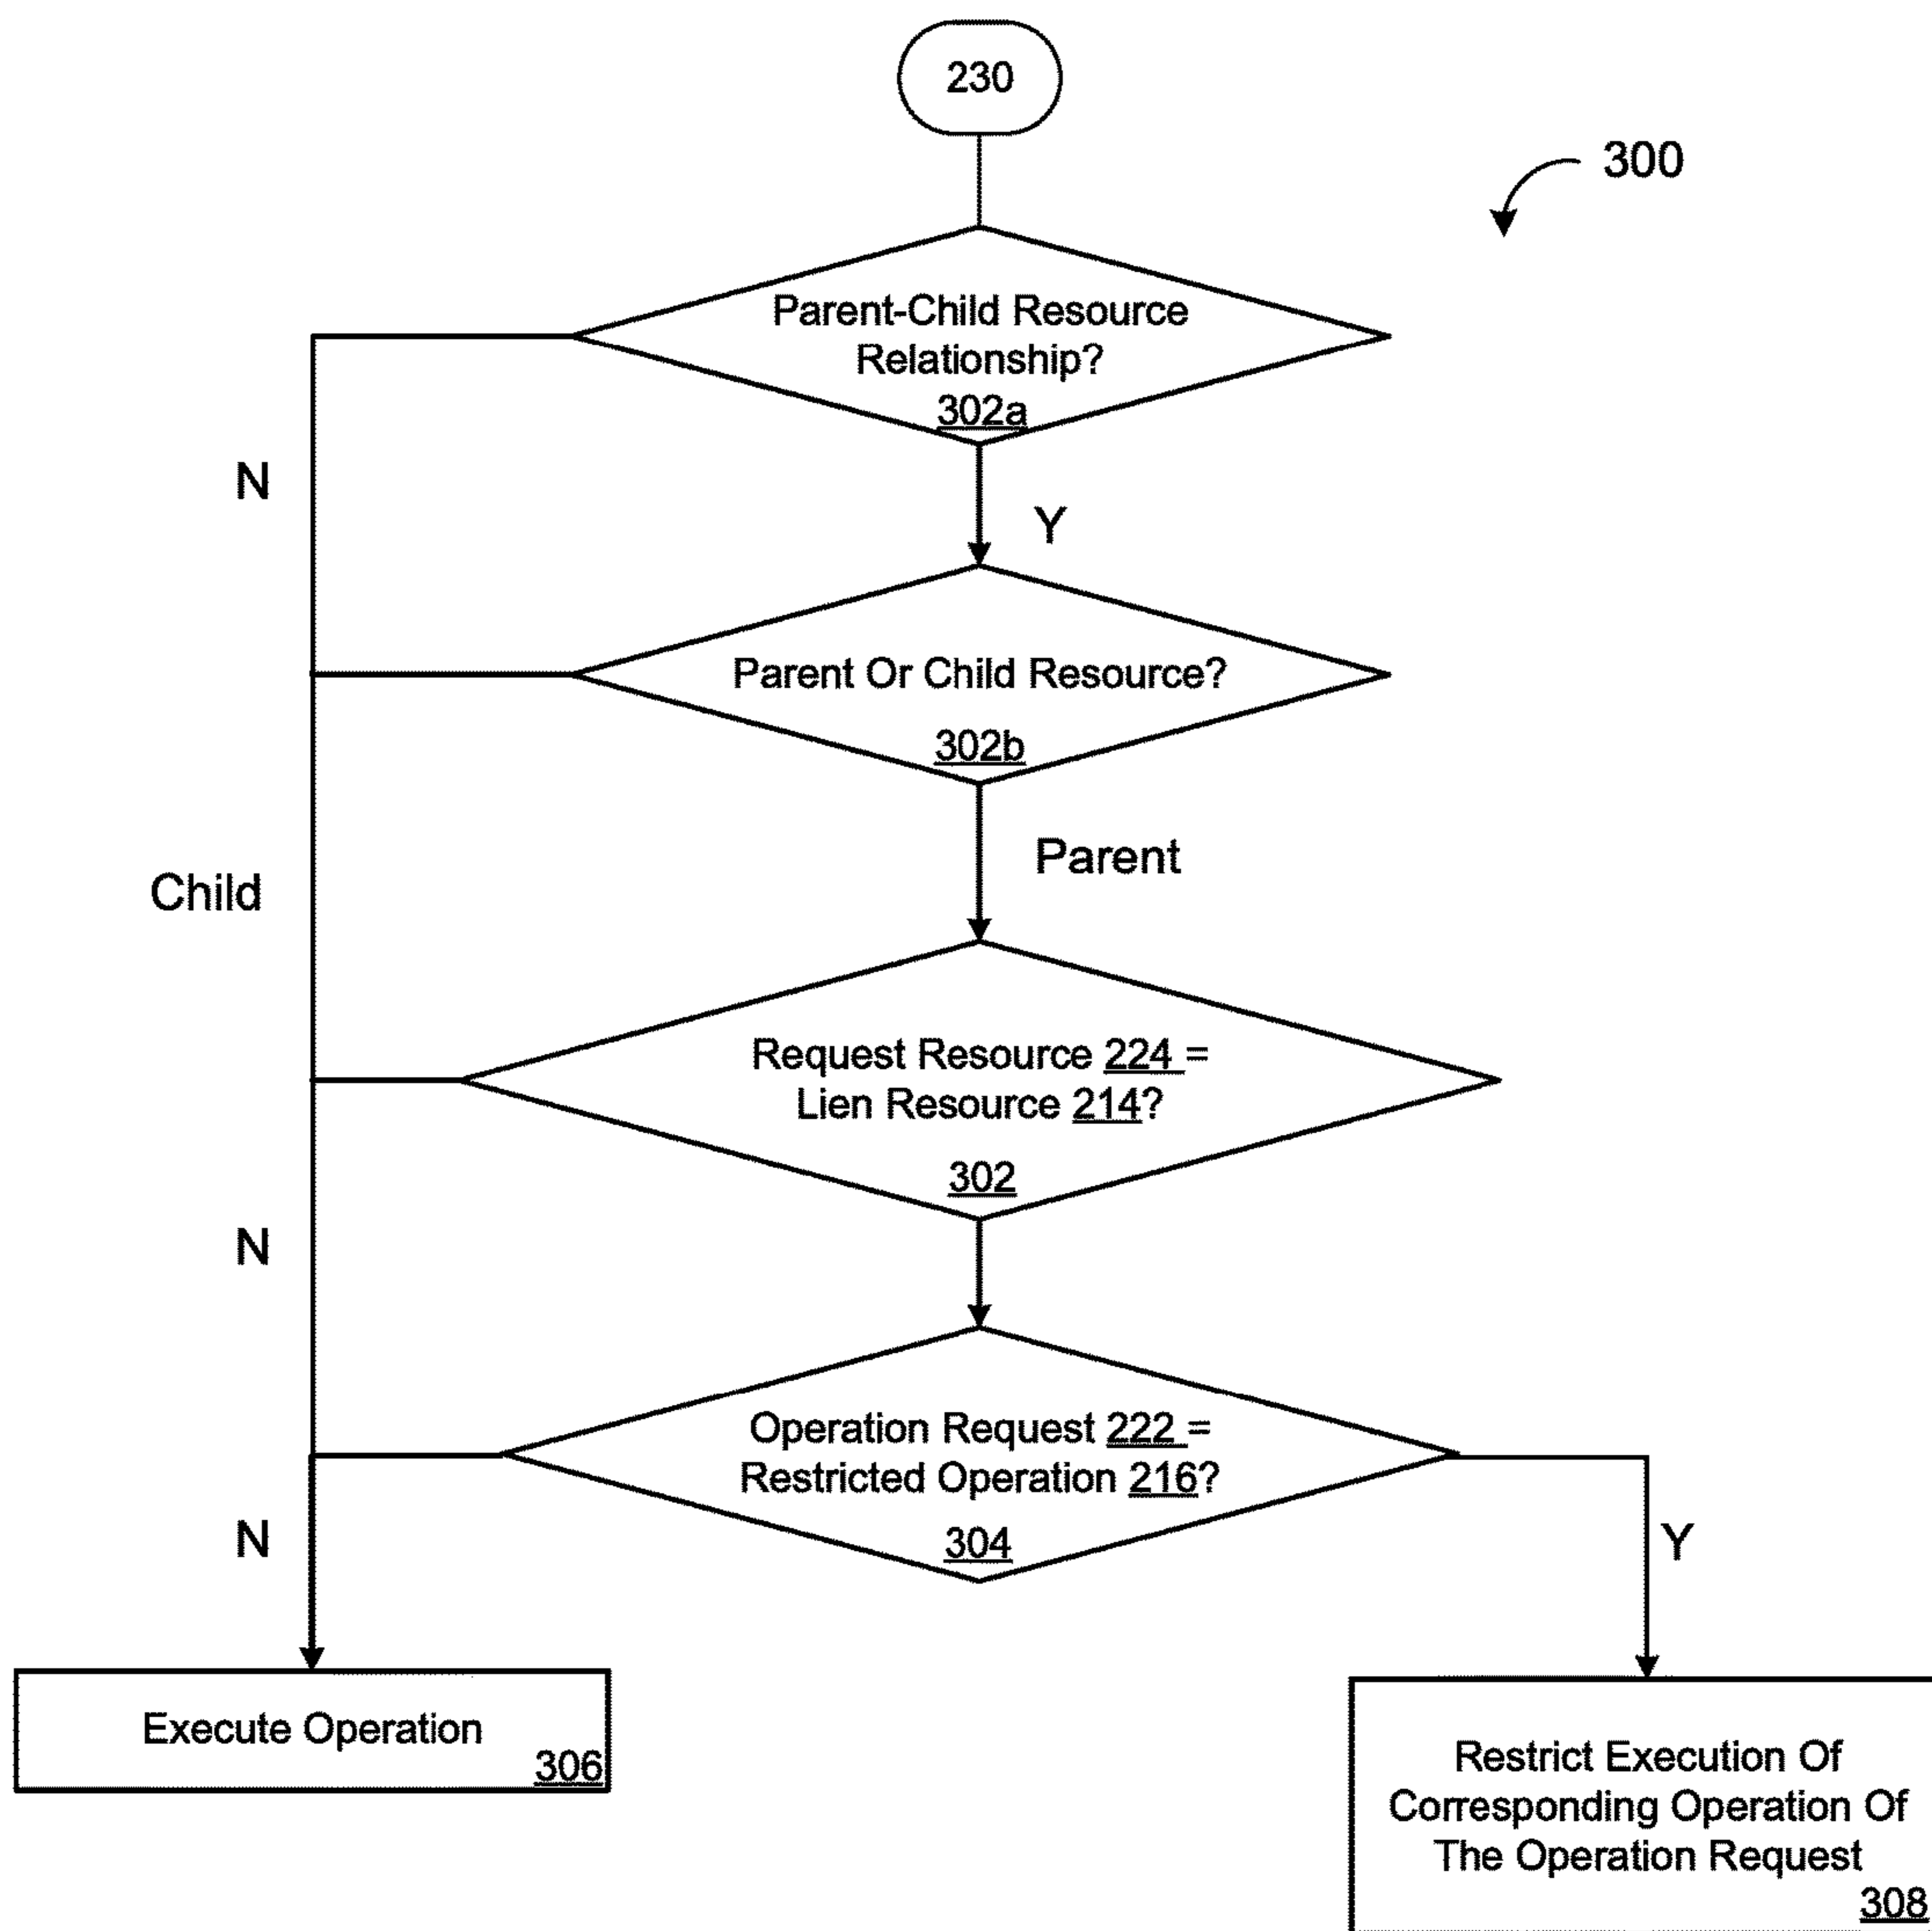 230
300
Parent-Child Resource
Relationship?
302a
N
Y
Parent Or Child Resource?
302b
Parent
Child
Request Resource 224 =
Lien Resource 214?
302
N
Operation Request 222 =
Restricted Operation 216?
304
N
Y
Execute Operation
306
Restrict Execution Of
Corresponding Operation Of
The Operation Request
308